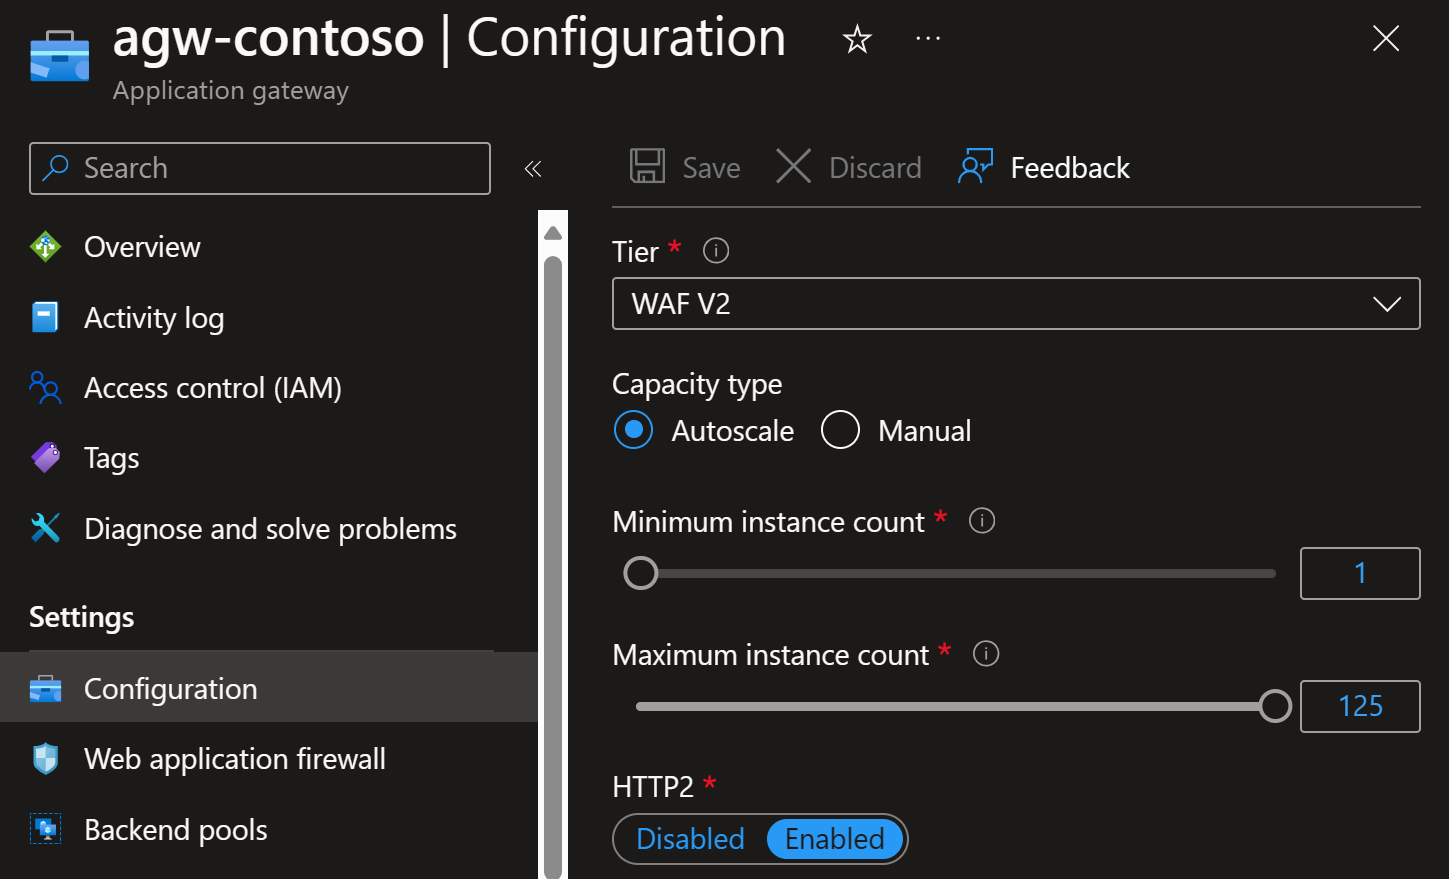 agw-contoso | Configuration
Application gateway
Search
Overview
Activity log
Access control (IAM)
Tags
Diagnose and solve problems
Settings
Configuration
Web application firewall
Backend pools
Save Discard Feedback
Tier *
WAF V2
Capacity type
Autoscale Manual
Minimum instance count *
1
Maximum instance count *
125
HTTP2 *
Disabled Enabled